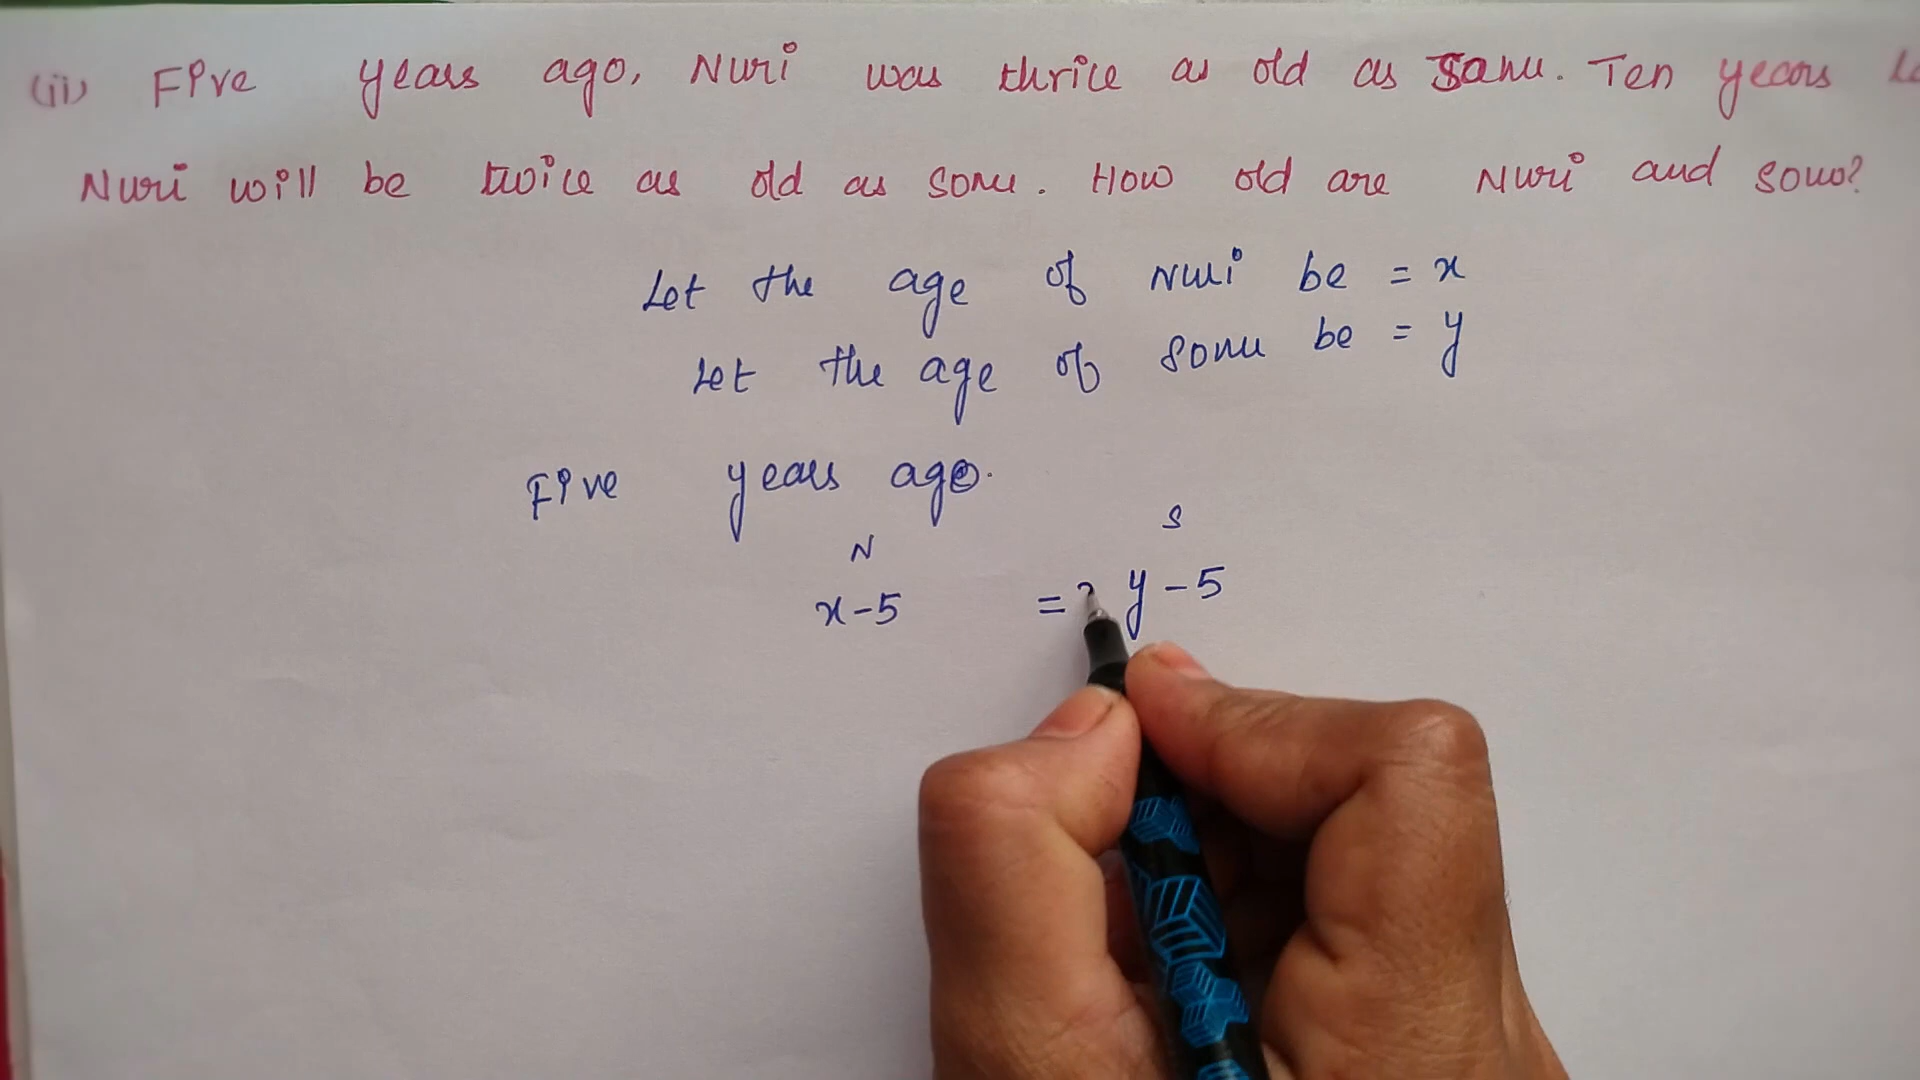 (ii) Five years ago, Nuri was thrice as old as Sonu. Ten years
Nuri will be twice as old as sonu. How old are Nuri and sonu?
Let the age of Nuri be = x
Let the age of sonu be = y
Five years ago.
N S
x-5 = y-5